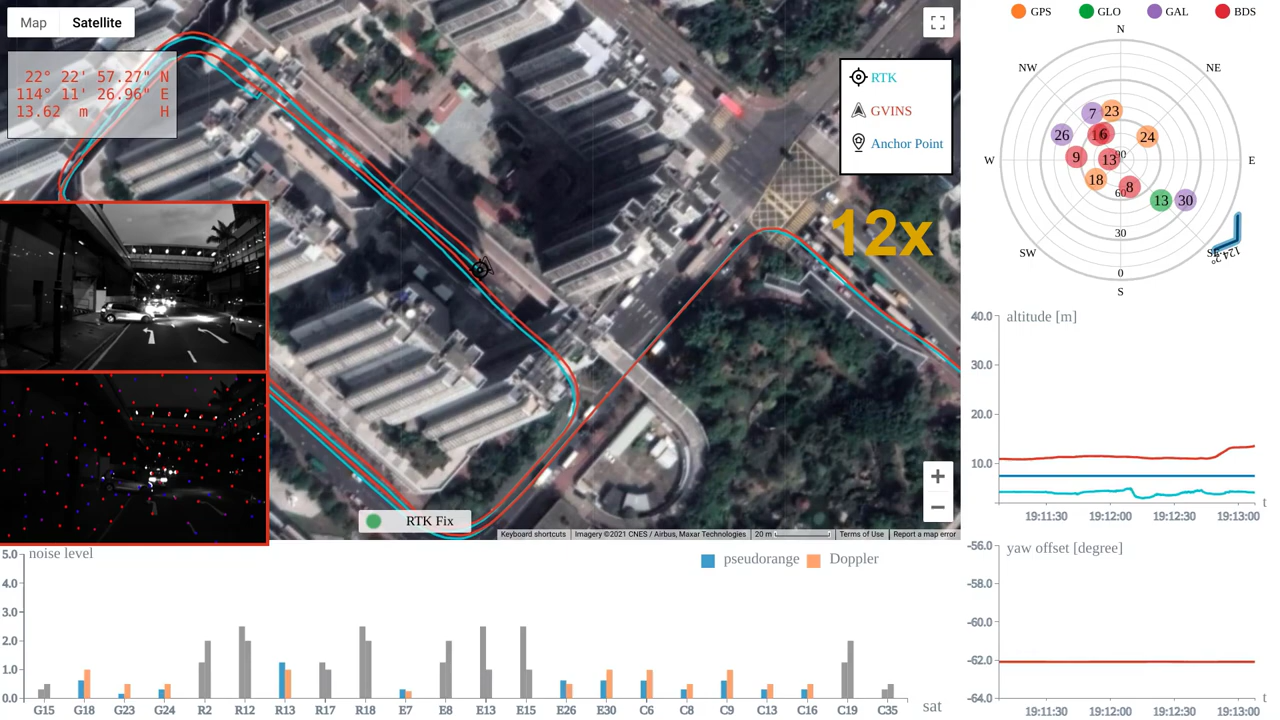 Map Satellite
22° 22' 57.27" N
114° 11' 26.96" E
13.62 m H
RTK
GVINS
Anchor Point
12x
RTK Fix
Keyboard shortcuts Imagery ©2021 CNES / Airbus, Maxar Technologies 20 m Terms of Use Report a map error
GPS GLO GAL BDS
N
NW NE
7 23
26 16 24
90
9 13
W E
18 8 60
13 30
30
SW SE 124.2°
0
S
altitude [m]
40.0
30.0
20.0
10.0
t
19:11:30 19:12:00 19:12:30 19:13:00
yaw offset [degree]
-56.0
-58.0
-60.0
-62.0
-64.0
t
19:11:30 19:12:00 19:12:30 19:13:00
noise level
pseudorange Doppler
5.0
4.0
3.0
2.0
1.0
0.0
G15 G18 G23 G24 R2 R12 R13 R17 R18 E7 E8 E13 E15 E26 E30 C6 C8 C9 C13 C16 C19 C35 sat